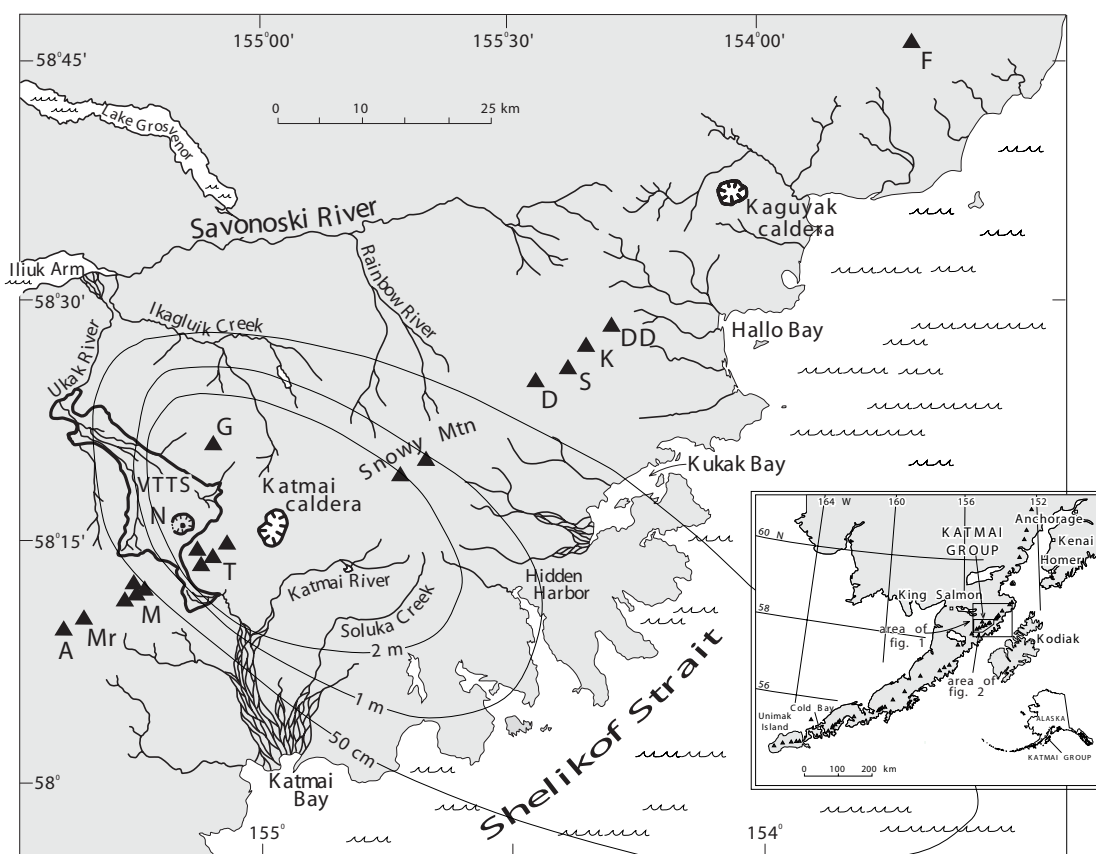 155°00'
155°30'
154°00'
58°45'
F
0 10 25 km
Lake Grosvenor
Kaguyak
caldera
Savonoski River
Iliuk Arm
Rainbow River
58°30'
Ikagluik Creek
Hallo Bay
DD
Ukak River
K
S
D
G
Snowy Mtn
Kukak Bay
VTTS
Katmai
caldera
N
58°15'
T
Hidden
Harbor
Katmai River
M
Soluka Creek
Mr
A
2 m
1 m
50 cm
Shelikof Strait
Katmai
Bay
58°
155°
154°
164 W 160 156 152
Anchorage
60 N
KATMAI
GROUP
Kenai
Homer
King Salmon
58
area of
fig. 1
Kodiak
area of
fig. 2
56
Cold Bay
Unimak
Island
ALASKA
0 100 200 km
KATMAI GROUP